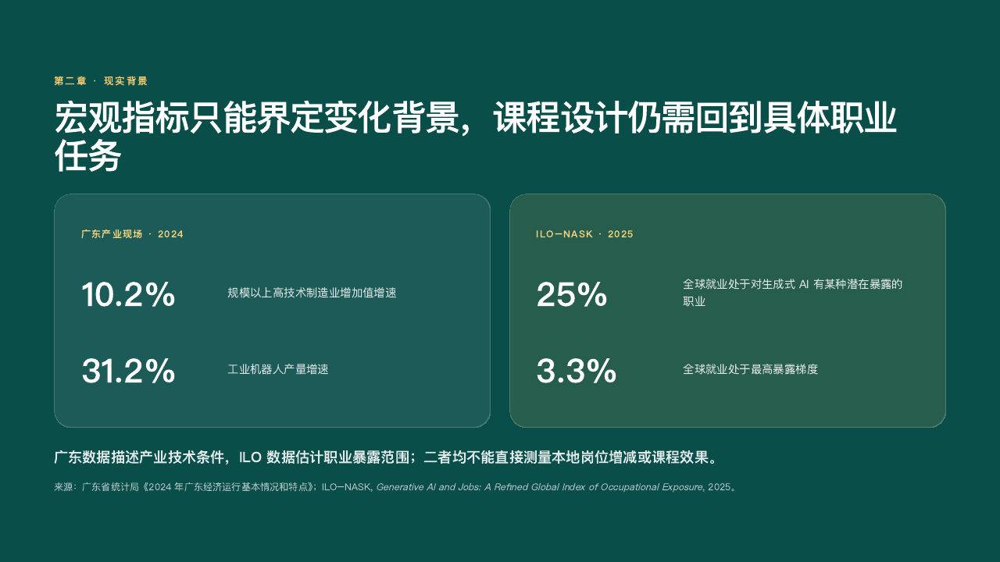 第二章 · 现实背景
宏观指标只能界定变化背景，课程设计仍需回到具体职业
任务
广东产业现场 · 2024
10.2%
规模以上高技术制造业增加值增速
31.2%
工业机器人产量增速
ILO—NASK · 2025
25%
全球就业处于对生成式 AI 有某种潜在暴露的
职业
3.3%
全球就业处于最高暴露梯度
广东数据描述产业技术条件，ILO 数据估计职业暴露范围；二者均不能直接测量本地岗位增减或课程效果。
来源：广东省统计局《2024 年广东经济运行基本情况和特点》；ILO—NASK, Generative AI and Jobs: A Refined Global Index of Occupational Exposure, 2025。